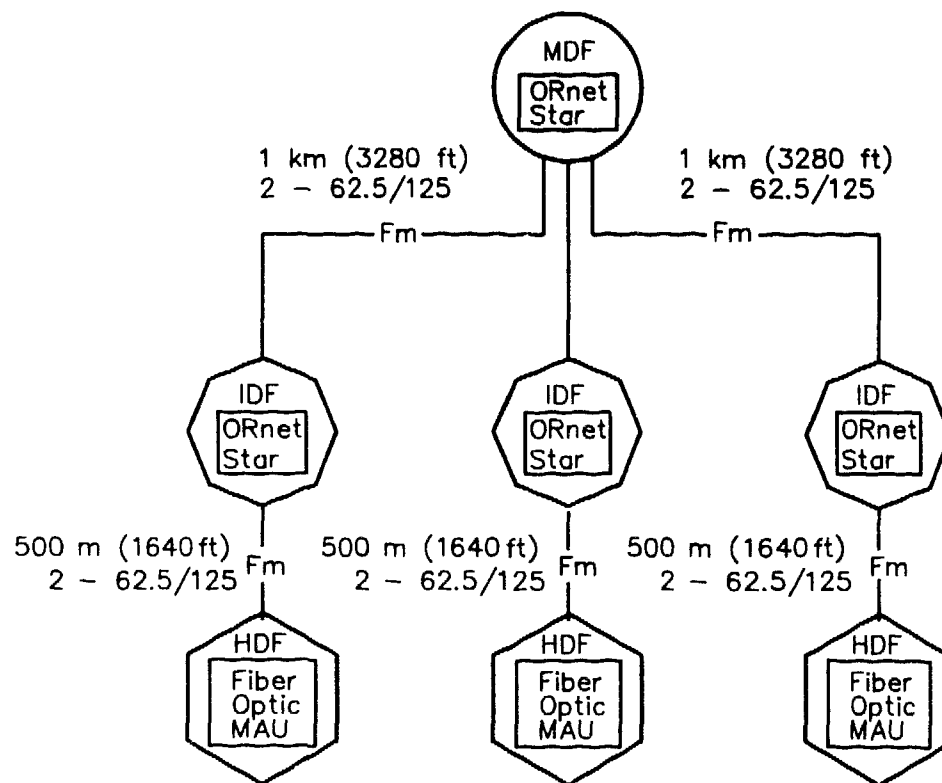 MDF
ORnet
Star
1 km (3280 ft)
2 - 62.5/125
1 km (3280 ft)
2 - 62.5/125
Fm
Fm
IDF
ORnet
Star
IDF
ORnet
Star
IDF
ORnet
Star
500 m (1640 ft)
2 - 62.5/125
Fm
500 m (1640 ft)
2 - 62.5/125
Fm
500 m (1640 ft)
2 - 62.5/125
Fm
HDF
Fiber
Optic
MAU
HDF
Fiber
Optic
MAU
HDF
Fiber
Optic
MAU